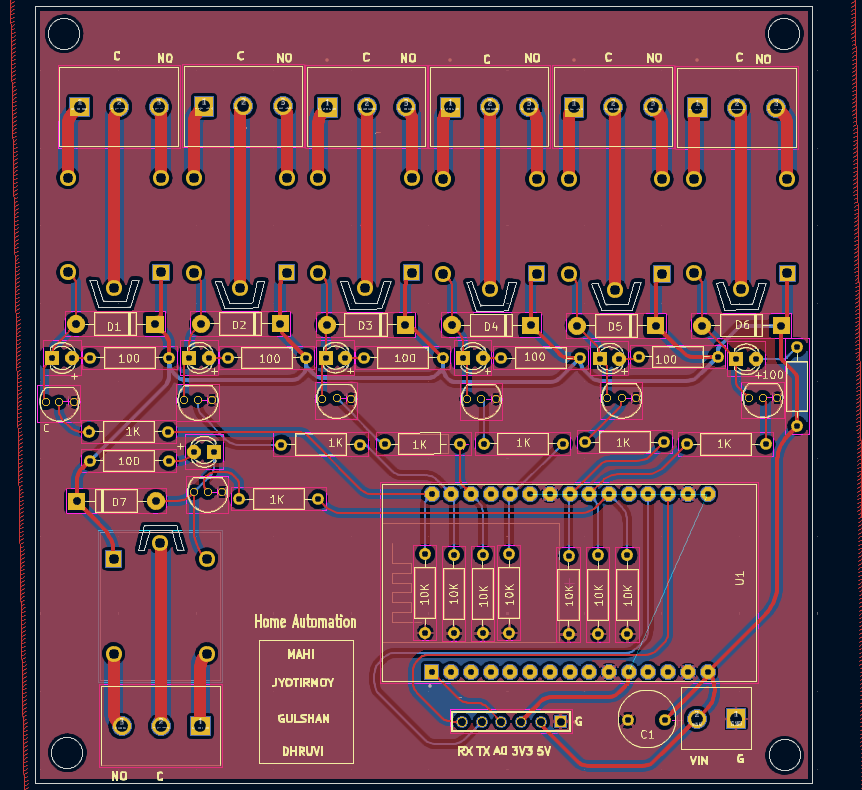 C NO C NO C NO C NO C NO C NO
D1 D2 D3 D4 D5 D6
100 100 100 100 100 +100
+ + + + +
C
1K 1K 1K 1K 1K 1K
100 +
D7 1K
10K 10K 10K 10K 10K 10K 10K
U1
Home Automation
MAHI
JYOTIRMOY
GULSHAN
DHRUVI
G
C1
RX TX A0 3V3 5V
VIN G
NO C